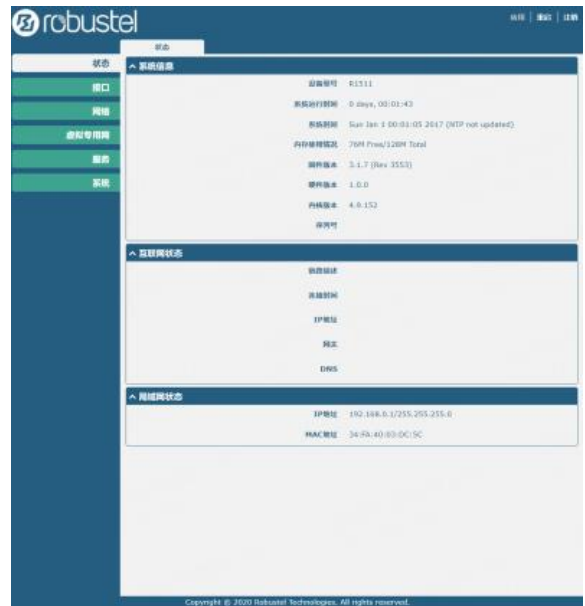 robustel
应用 | 重启 | 注销
状态
状态
接口
网络
虚拟专用网
服务
系统
系统信息
设备型号 R1511
系统运行时间 0 days, 00:01:43
系统时间 Sun Jan 1 00:01:05 2017 (NTP not updated)
内存使用情况 76M Free/128M Total
固件版本 3.1.7 (Rev 3553)
硬件版本 1.0.0
内核版本 4.9.152
序列号
互联网状态
链路描述
连接时间
IP地址
网关
DNS
局域网状态
IP地址 192.168.0.1/255.255.255.0
MAC地址 34:FA:40:03:DC:5C
Copyright © 2020 Robustel Technologies. All rights reserved.